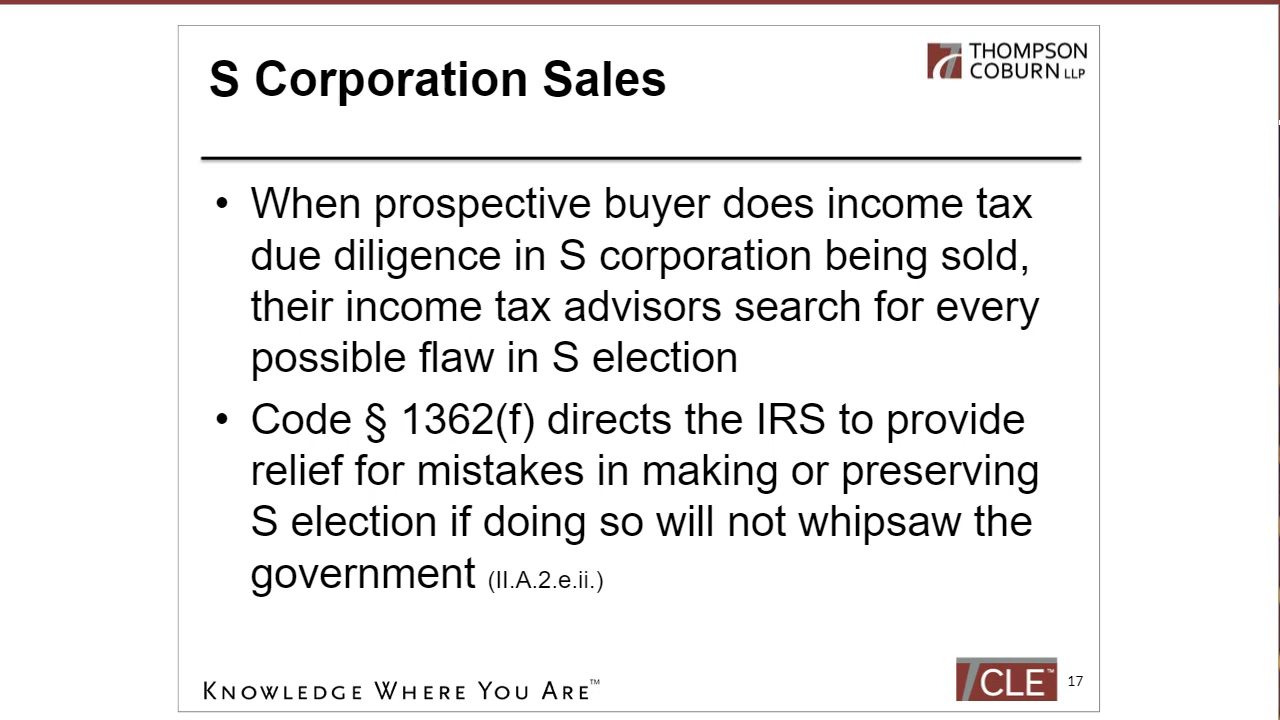 S Corporation Sales
THOMPSON
COBURN LLP
• When prospective buyer does income tax
due diligence in S corporation being sold,
their income tax advisors search for every
possible flaw in S election
• Code § 1362(f) directs the IRS to provide
relief for mistakes in making or preserving
S election if doing so will not whipsaw the
government (II.A.2.e.ii.)
KNOWLEDGE WHERE YOU ARE™
CLE™
17